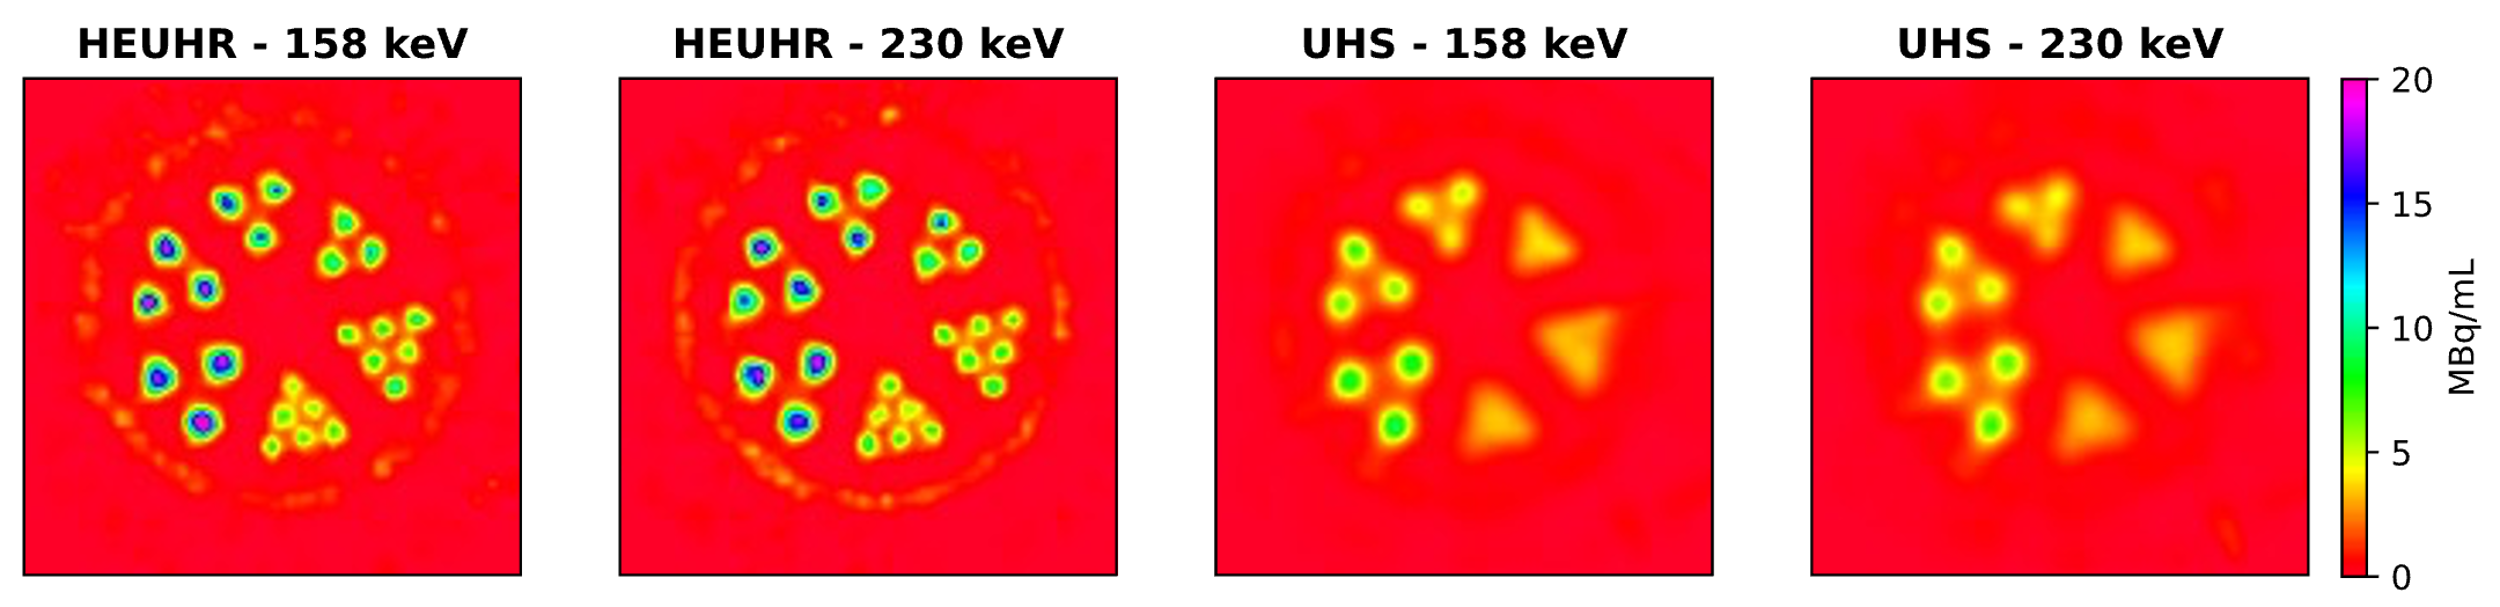 HEUHR - 158 keV
HEUHR - 230 keV
UHS - 158 keV
UHS - 230 keV
20
15
10
5
0
MBq/mL